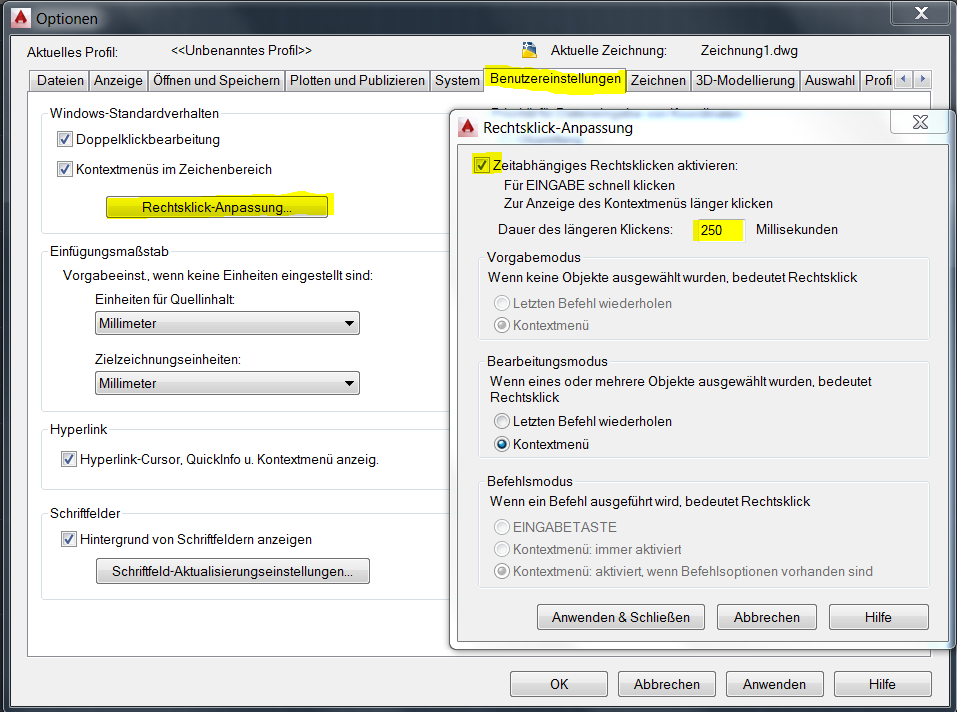 Optionen
Aktuelles Profil: <<Unbenanntes Profil>> Aktuelle Zeichnung: Zeichnung1.dwg
Dateien Anzeige Öffnen und Speichern Plotten und Publizieren System Benutzereinstellungen Zeichnen 3D-Modellierung Auswahl Profi
Windows-Standardverhalten
Doppelklickbearbeitung
Kontextmenüs im Zeichenbereich
Rechtsklick-Anpassung...
Einfügungsmaßstab
Vorgabeeinst., wenn keine Einheiten eingestellt sind:
Einheiten für Quellinhalt:
Millimeter
Zielzeichnungseinheiten:
Millimeter
Hyperlink
Hyperlink-Cursor, QuickInfo u. Kontextmenü anzeig.
Schriftfelder
Hintergrund von Schriftfeldern anzeigen
Schriftfeld-Aktualisierungseinstellungen...
Rechtsklick-Anpassung
Zeitabhängiges Rechtsklicken aktivieren:
Für EINGABE schnell klicken
Zur Anzeige des Kontextmenüs länger klicken
Dauer des längeren Klickens: 250 Millisekunden
Vorgabemodus
Wenn keine Objekte ausgewählt wurden, bedeutet Rechtsklick
Letzten Befehl wiederholen
Kontextmenü
Bearbeitungsmodus
Wenn eines oder mehrere Objekte ausgewählt wurden, bedeutet
Rechtsklick
Letzten Befehl wiederholen
Kontextmenü
Befehlsmodus
Wenn ein Befehl ausgeführt wird, bedeutet Rechtsklick
EINGABETASTE
Kontextmenü: immer aktiviert
Kontextmenü: aktiviert, wenn Befehlsoptionen vorhanden sind
Anwenden & Schließen Abbrechen Hilfe
OK Abbrechen Anwenden Hilfe